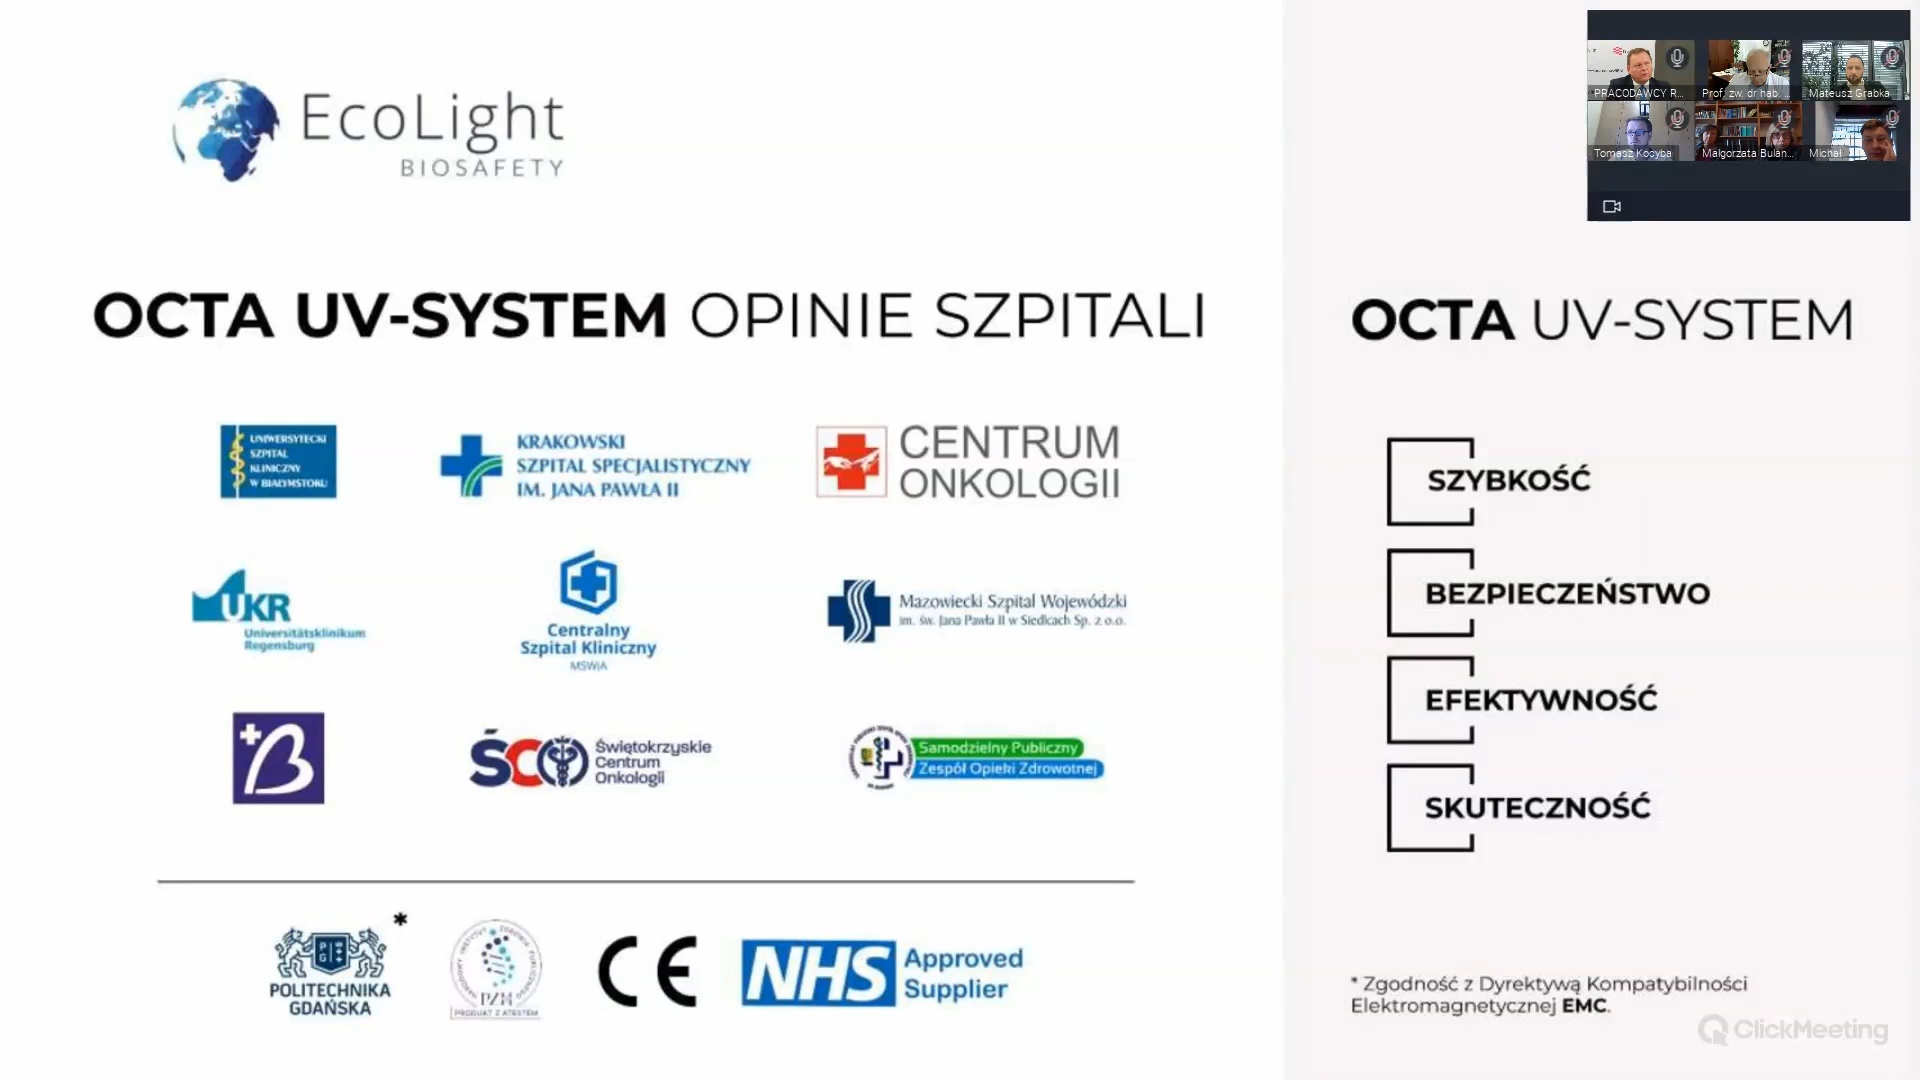 EcoLight
BIOSAFETY
OCTA UV-SYSTEM OPINIE SZPITALI
UNIWERSYTECKI
SZPITAL
KLINICZNY
W BIAŁYMSTOKU
KRAKOWSKI
SZPITAL SPECJALISTYCZNY
IM. JANA PAWŁA II
CENTRUM
ONKOLOGII
UKR
Universitätsklinikum
Regensburg
Centralny
Szpital Kliniczny
MSWiA
Mazowiecki Szpital Wojewódzki
im. św. Jana Pawła II w Siedlcach Sp. z o.o.
B
ŚCO
Świętokrzyskie
Centrum
Onkologii
Samodzielny Publiczny
Zespół Opieki Zdrowotnej
*
POLITECHNIKA
GDAŃSKA
PZH
PRODUKT Z ATESTEM
CE
NHS
Approved
Supplier
PRACODAWCY R...
Prof. zw. dr hab. ...
Mateusz Grabka
Tomasz Kocyba
Malgorzata Bulan...
Michał
OCTA UV-SYSTEM
SZYBKOŚĆ
BEZPIECZEŃSTWO
EFEKTYWNOŚĆ
SKUTECZNOŚĆ
* Zgodność z Dyrektywą Kompatybilności
Elektromagnetycznej EMC.
ClickMeeting